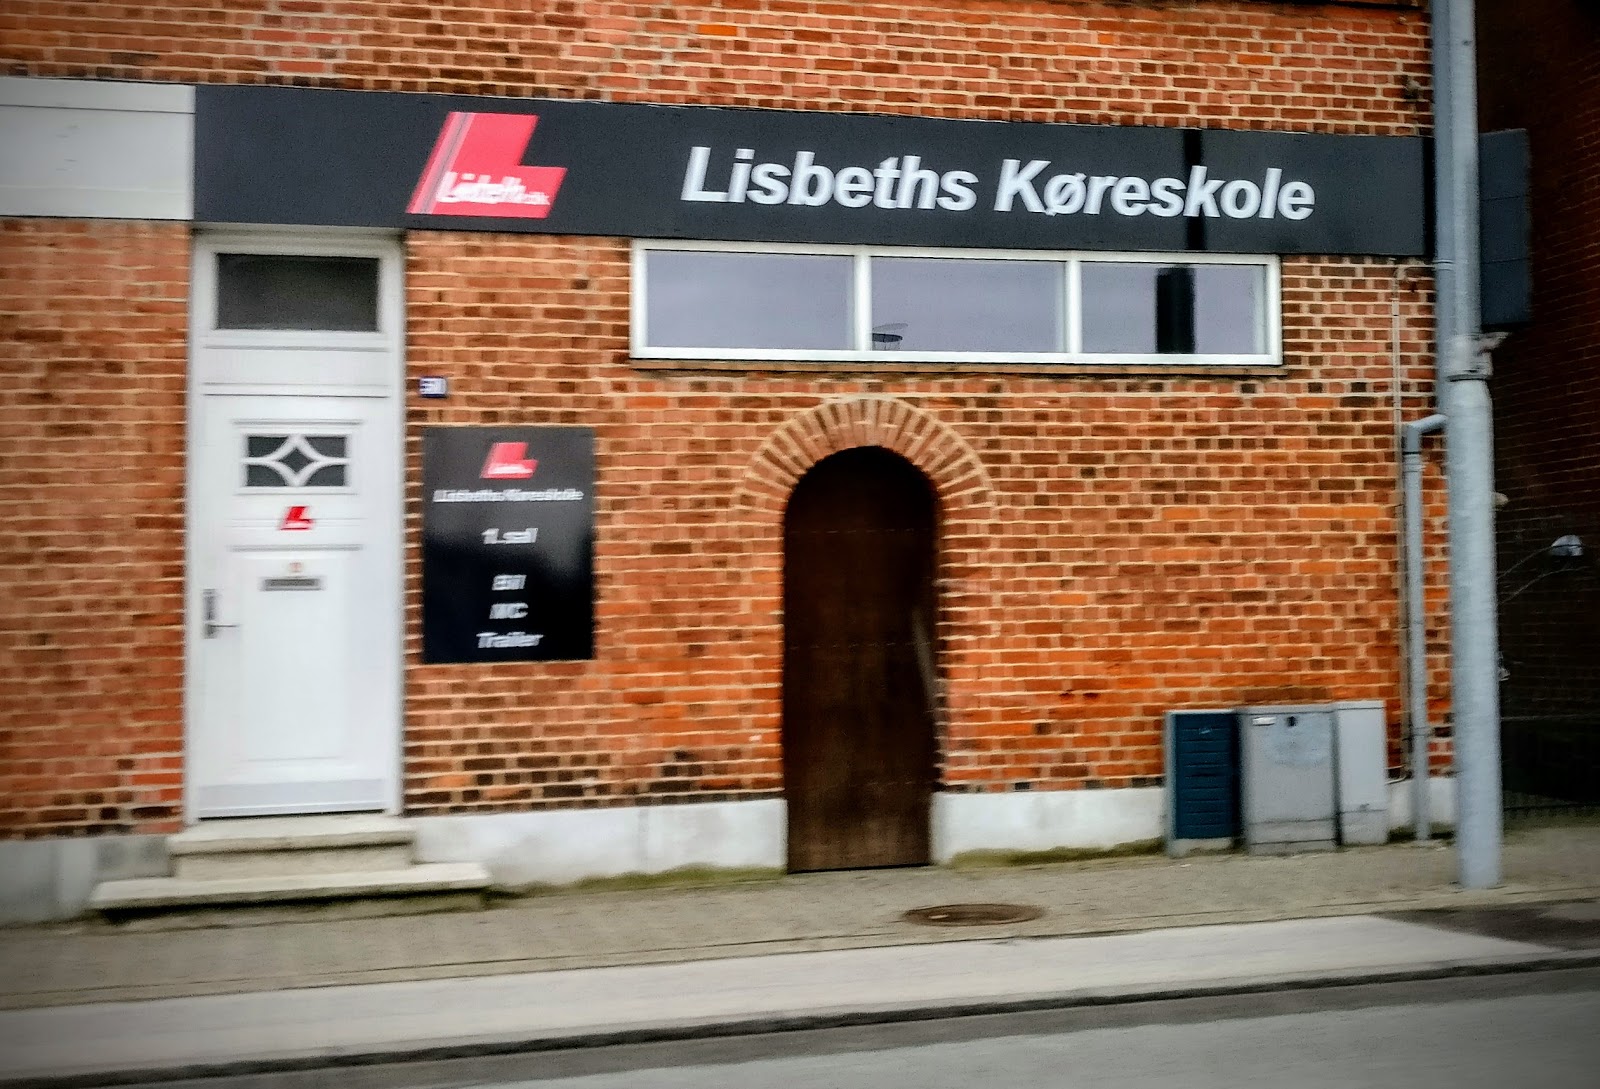 Lisbeths Køreskole
Lisbeths Køreskole
1. sal
Bil
MC
Trailer